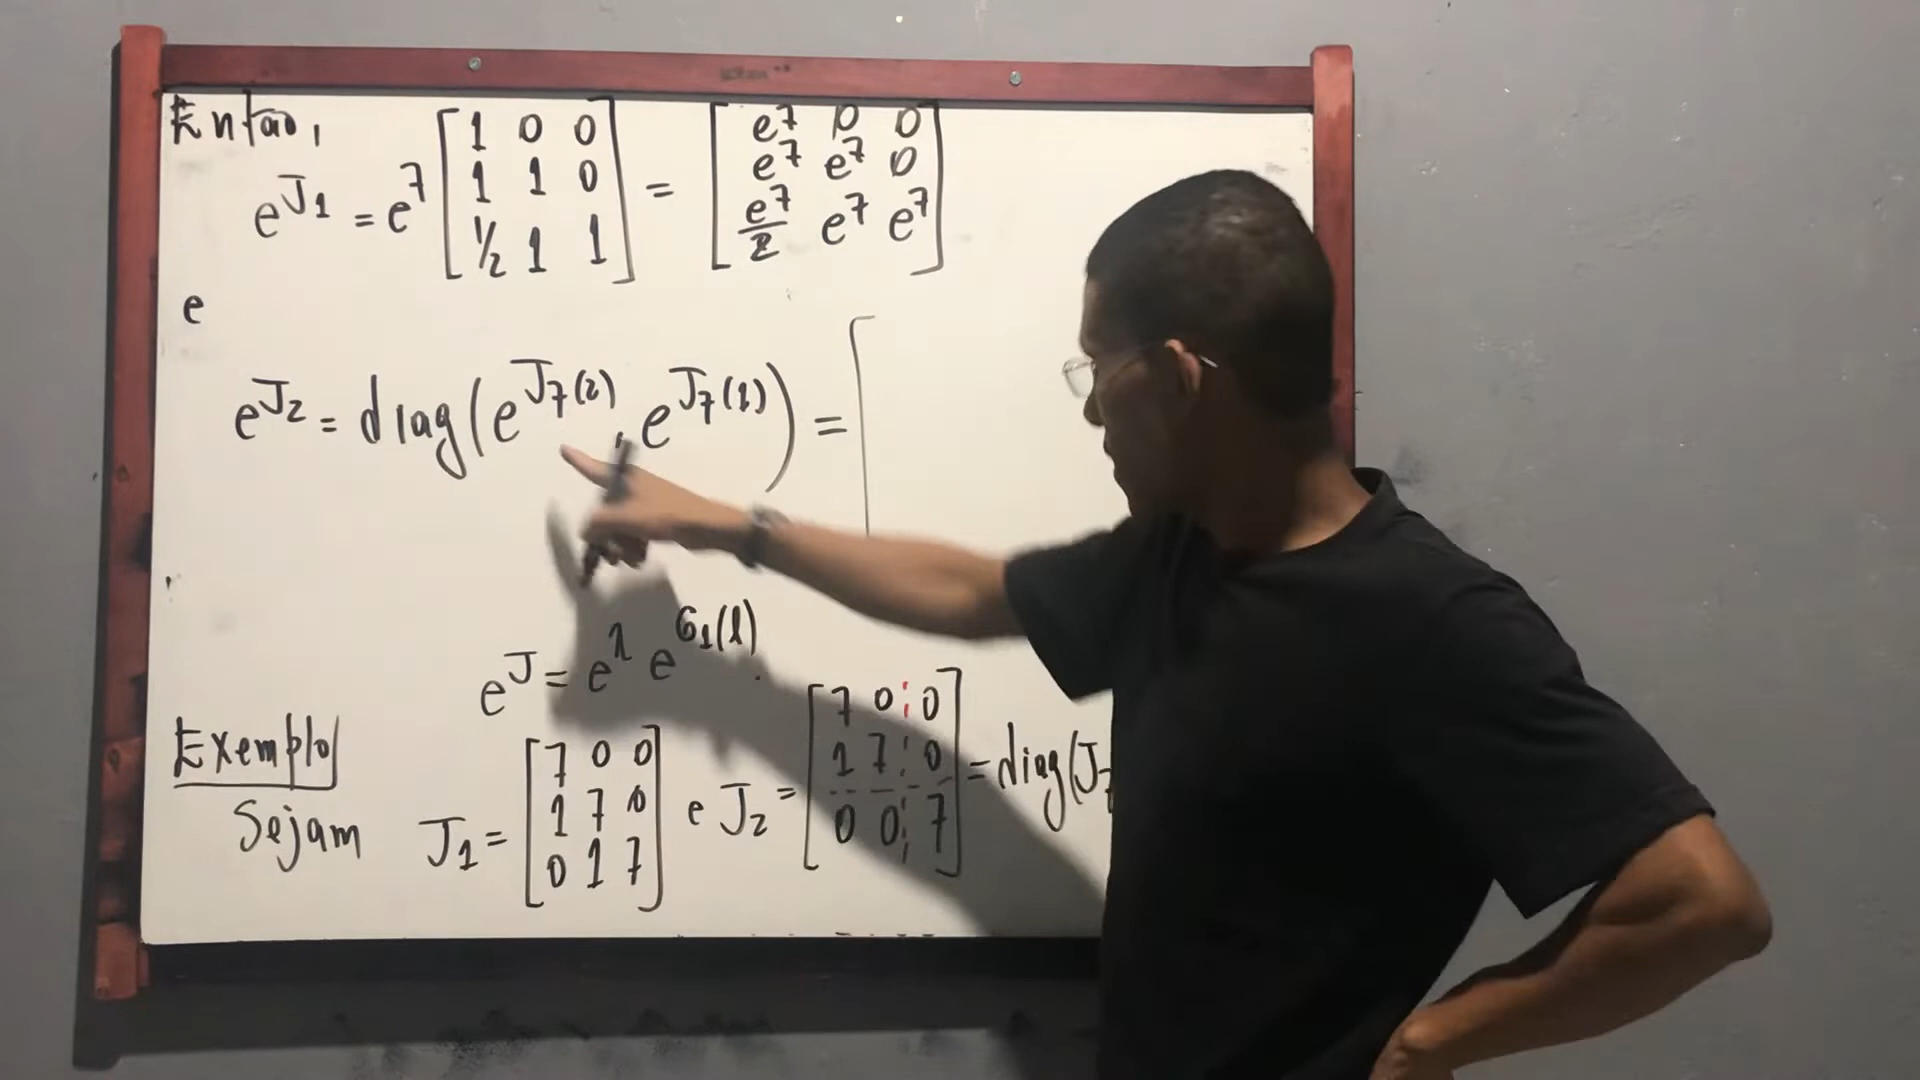 Então,
e^{J_1} = e^7 [1 0 0; 1 1 0; 1/2 1 1] = [e^7 0 0; e^7 e^7 0; e^7/2 e^7 e^7]
e
e^{J_2} = diag(e^{J_7(2)}, e^{J_7(1)}) = [
e^J = e^λ e^{G_1(l)}.
Exemplo
Sejam J_1 = [7 0 0; 1 7 0; 0 1 7] e J_2 = [7 0 0; 1 7 0; 0 0 7] = diag(J_7